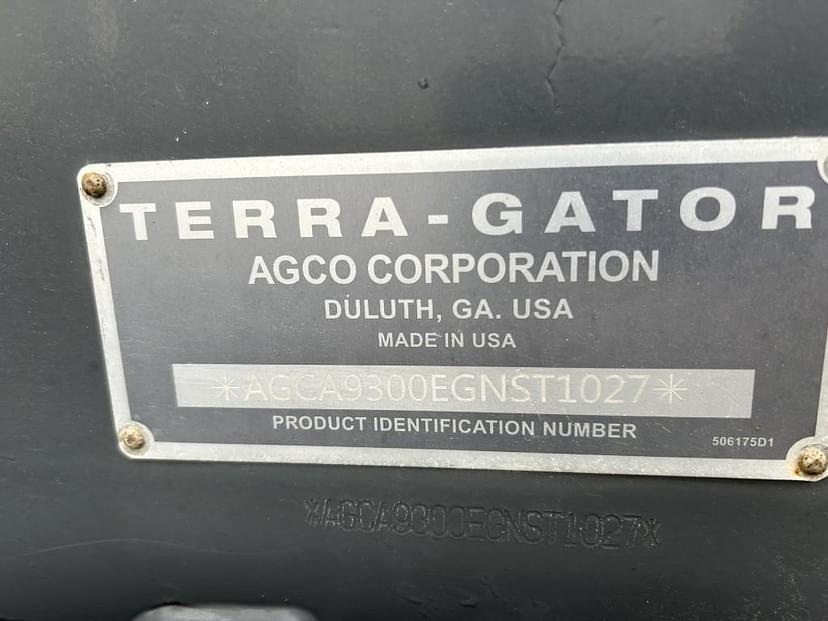 TERRA-GATOR
AGCO CORPORATION
DULUTH, GA. USA
MADE IN USA
*AGCA9300EGNST1027*
PRODUCT IDENTIFICATION NUMBER
506175D1
*AGCA9300EGNST1027*